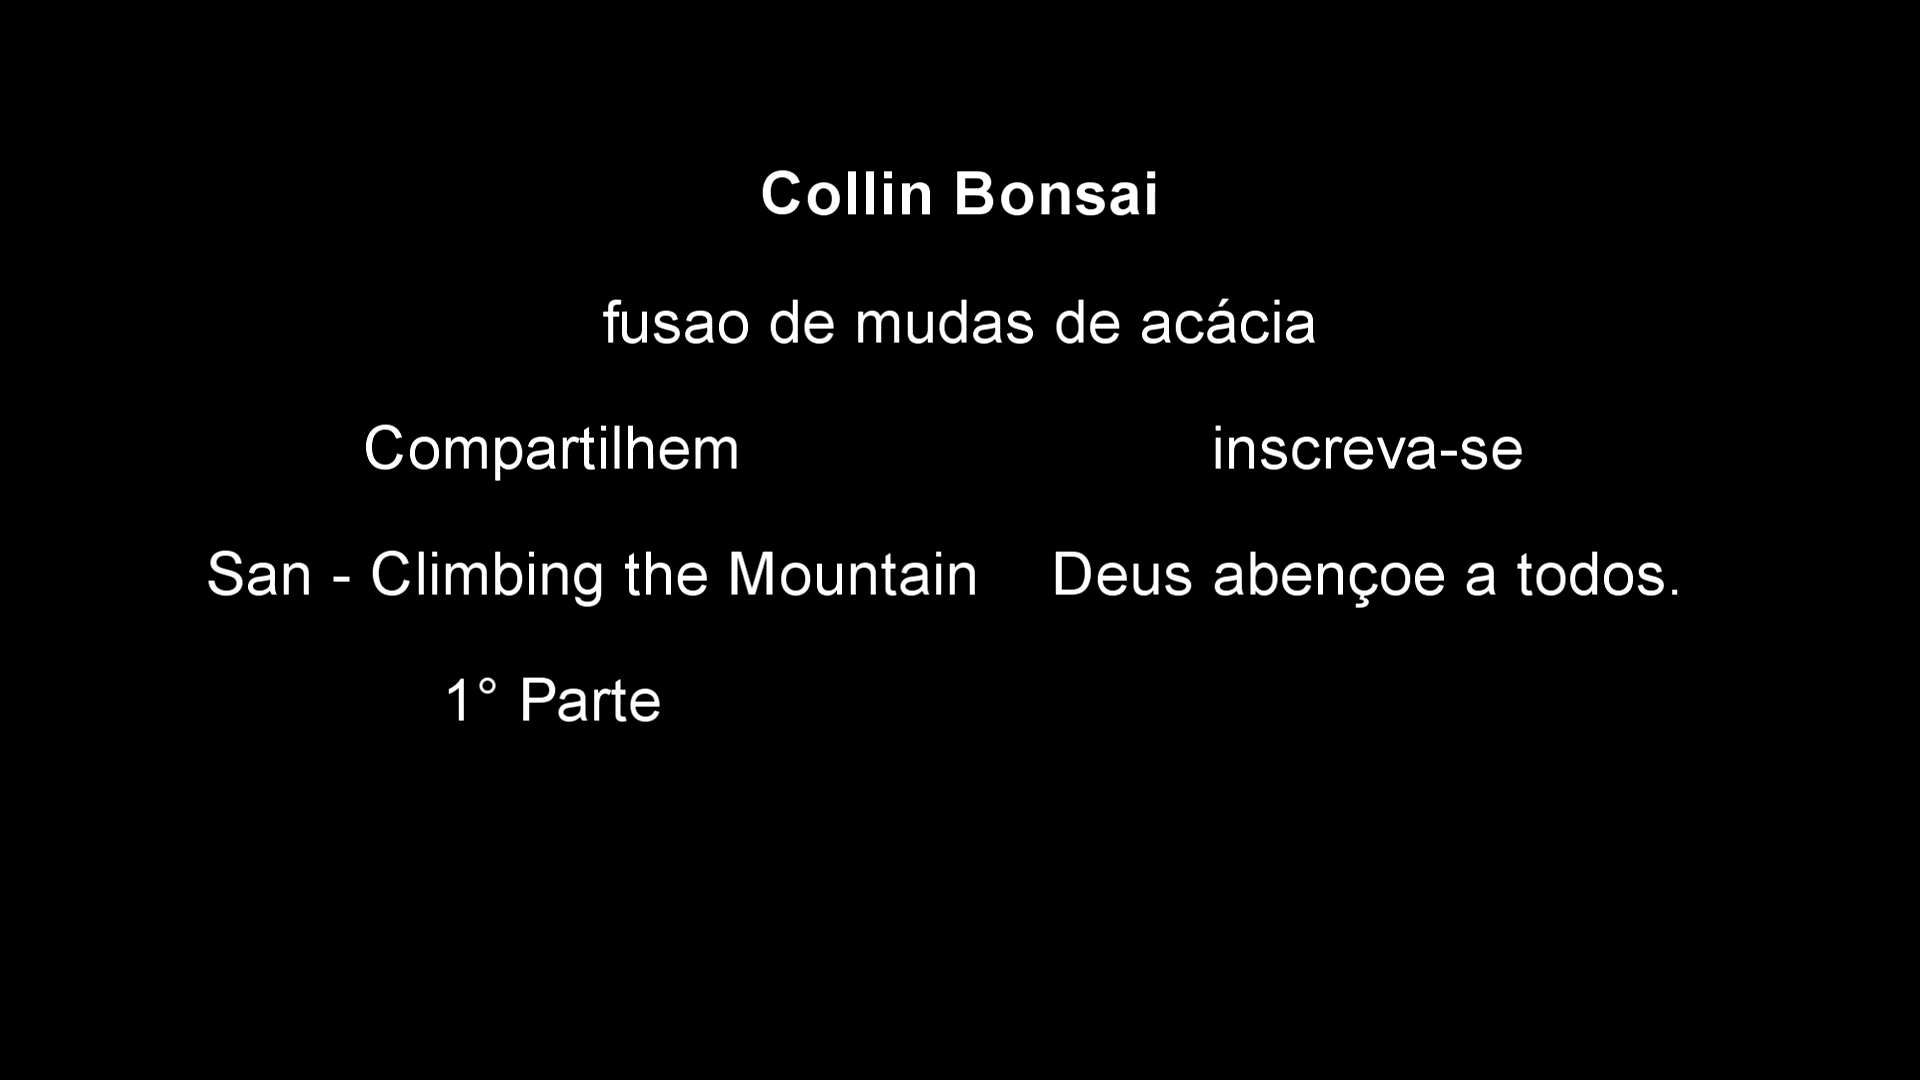 Collin Bonsai
fusao de mudas de acácia
Compartilhem inscreva-se
San - Climbing the Mountain Deus abençoe a todos.
1° Parte